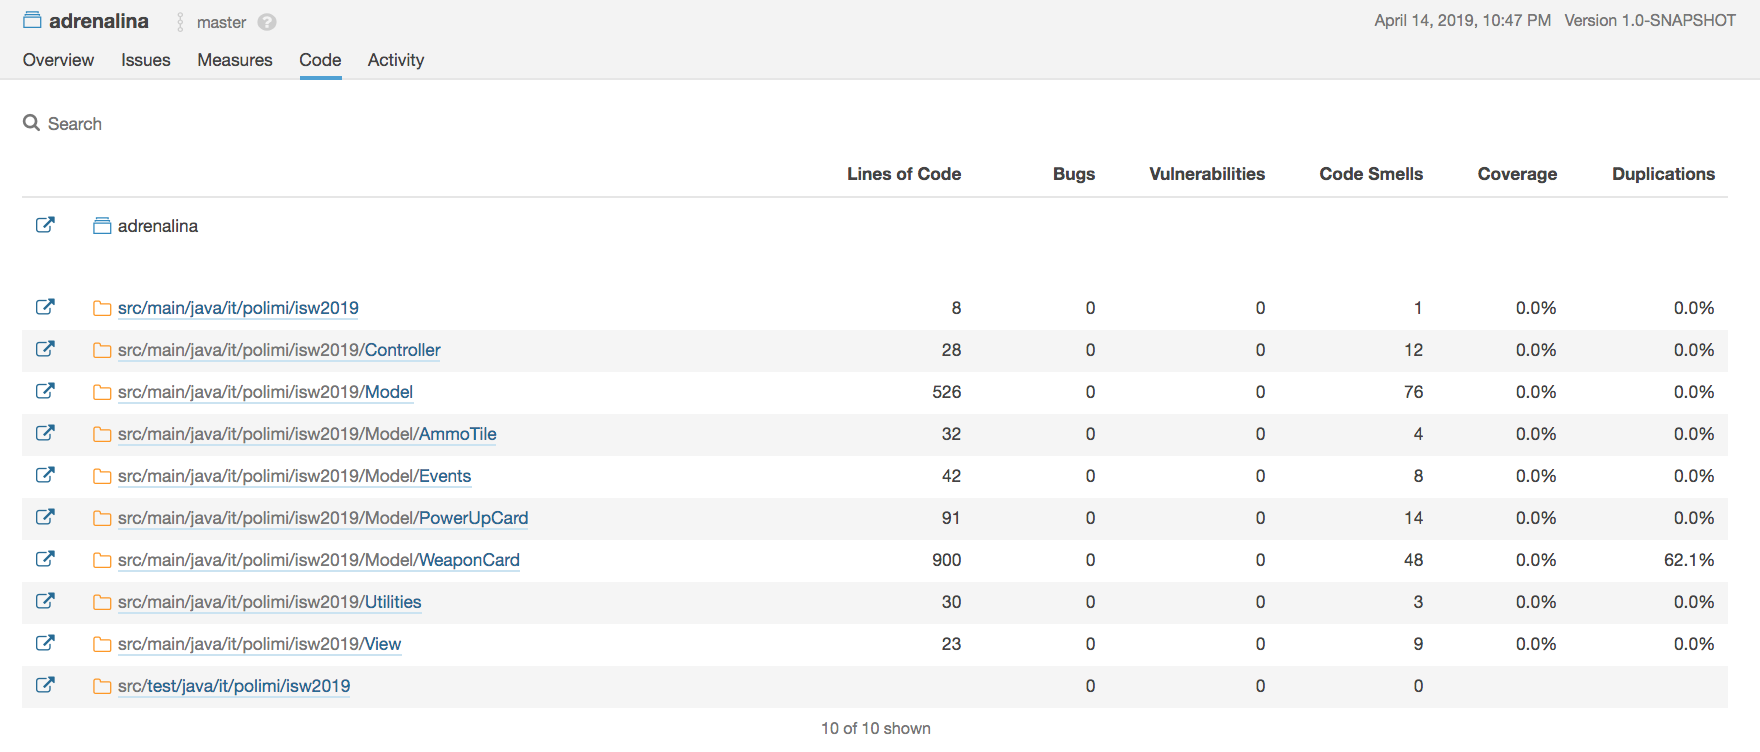 adrenalina master ? April 14, 2019, 10:47 PM Version 1.0-SNAPSHOT
Overview Issues Measures Code Activity
Search
Lines of Code Bugs Vulnerabilities Code Smells Coverage Duplications
adrenalina
src/main/java/it/polimi/isw2019 8 0 0 1 0.0% 0.0%
src/main/java/it/polimi/isw2019/Controller 28 0 0 12 0.0% 0.0%
src/main/java/it/polimi/isw2019/Model 526 0 0 76 0.0% 0.0%
src/main/java/it/polimi/isw2019/Model/AmmoTile 32 0 0 4 0.0% 0.0%
src/main/java/it/polimi/isw2019/Model/Events 42 0 0 8 0.0% 0.0%
src/main/java/it/polimi/isw2019/Model/PowerUpCard 91 0 0 14 0.0% 0.0%
src/main/java/it/polimi/isw2019/Model/WeaponCard 900 0 0 48 0.0% 62.1%
src/main/java/it/polimi/isw2019/Utilities 30 0 0 3 0.0% 0.0%
src/main/java/it/polimi/isw2019/View 23 0 0 9 0.0% 0.0%
src/test/java/it/polimi/isw2019 0 0 0
10 of 10 shown